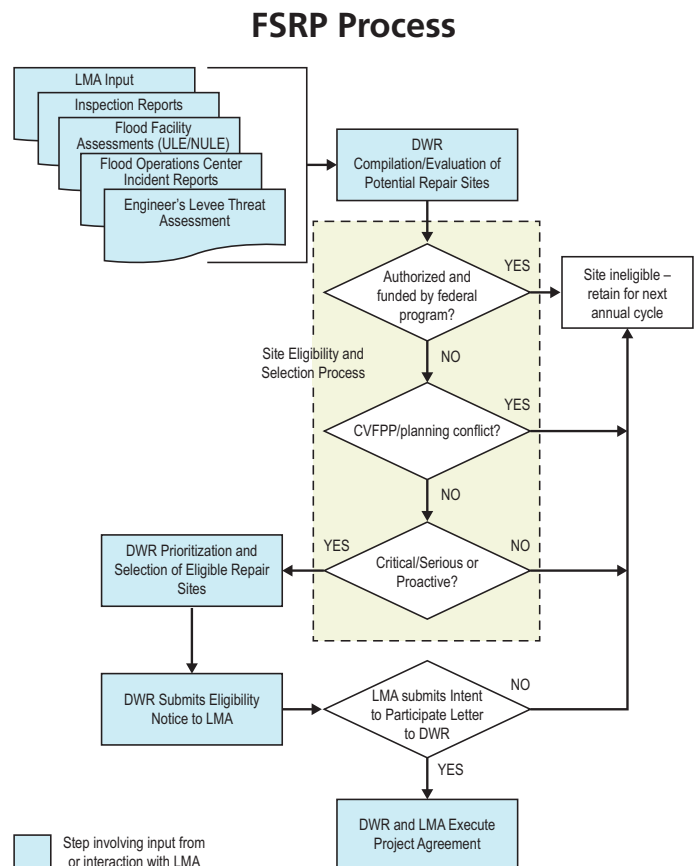 FSRP Process
LMA Input
Inspection Reports
Flood Facility
Assessments (ULE/NULE)
Flood Operations Center
Incident Reports
Engineer's Levee Threat
Assessment
DWR
Compilation/Evaluation of
Potential Repair Sites
Authorized and
funded by federal
program?
YES
Site ineligible –
retain for next
annual cycle
NO
Site Eligibility and
Selection Process
CVFPP/planning conflict?
YES
NO
Critical/Serious or
Proactive?
YES
NO
DWR Prioritization and
Selection of Eligible Repair
Sites
DWR Submits Eligibility
Notice to LMA
LMA submits Intent
to Participate Letter
to DWR
NO
YES
DWR and LMA Execute
Project Agreement
Step involving input from
or interaction with LMA